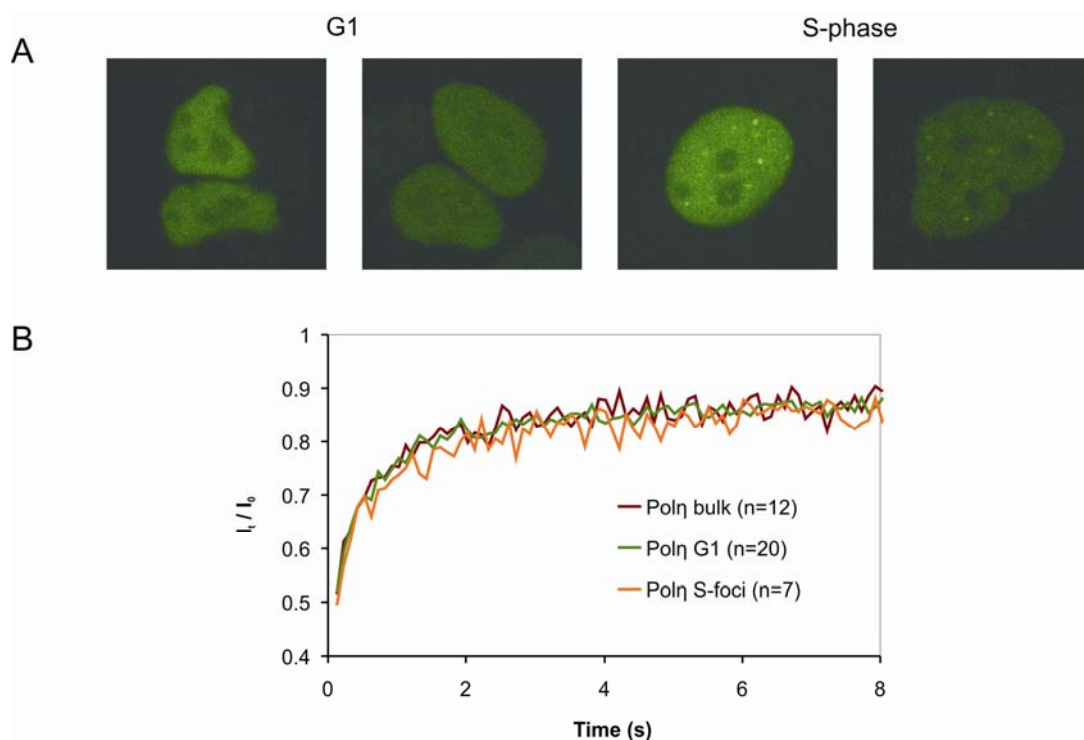 G1
S-phase
A
B
1
0.9
0.8
0.7
0.6
0.5
0.4
I_t / I_0
Polη bulk (n=12)
Polη G1 (n=20)
Polη S-foci (n=7)
0 2 4 6 8
Time (s)